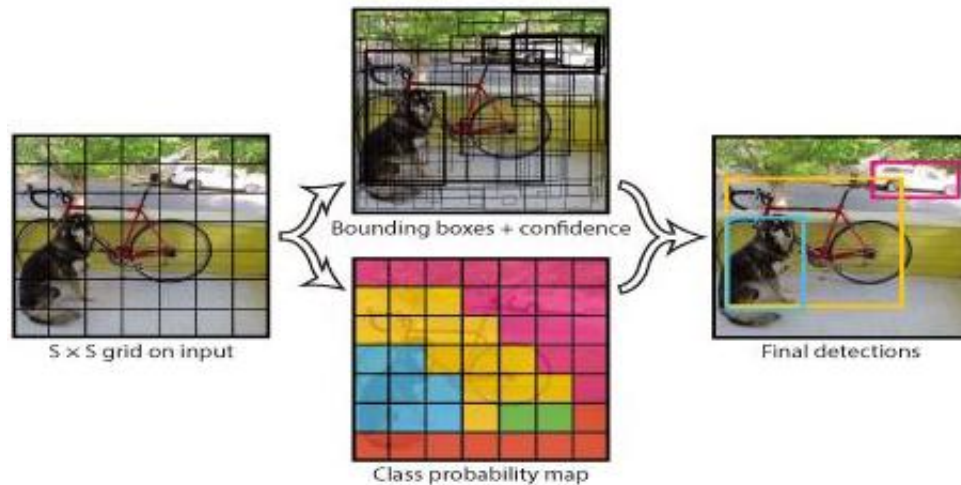 S × S grid on input
Bounding boxes + confidence
Class probability map
Final detections